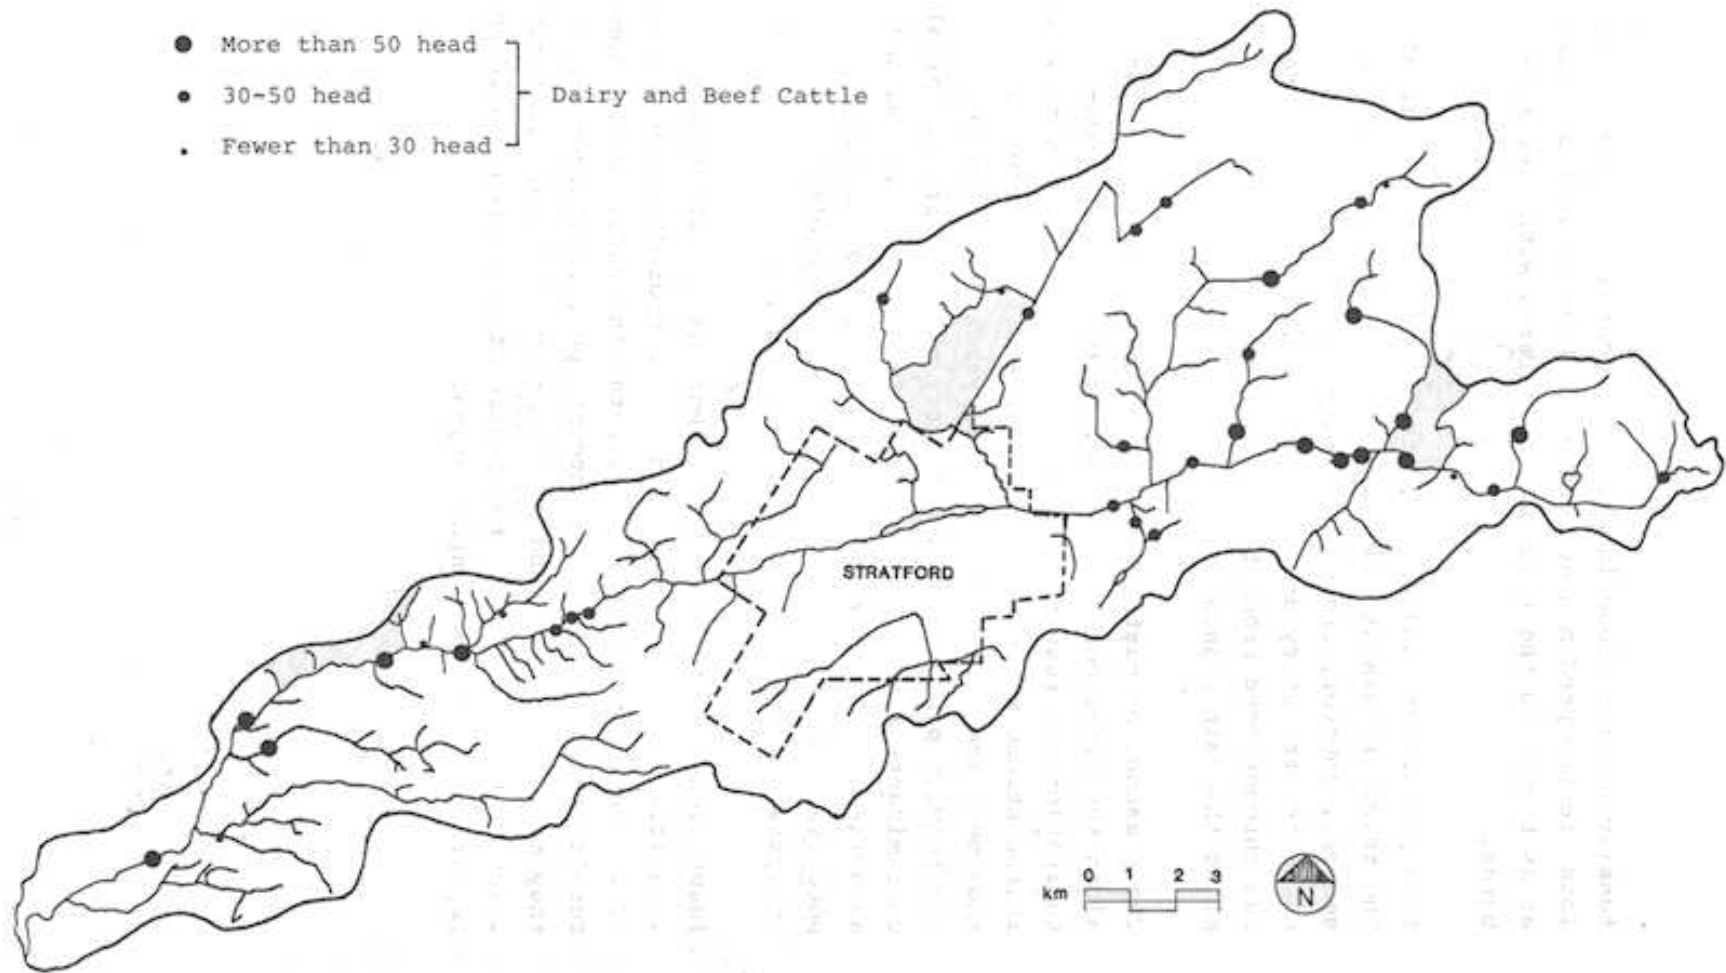 More than 50 head
30-50 head
Dairy and Beef Cattle
Fewer than 30 head
STRATFORD
0 1 2 3
km
N